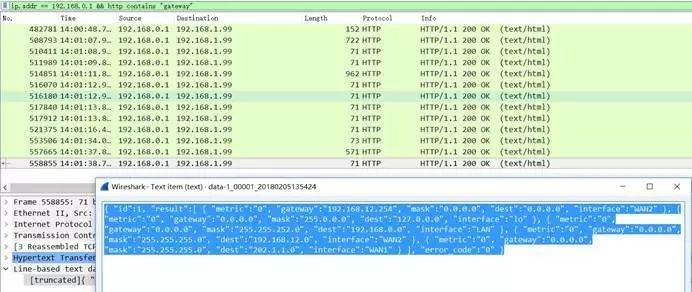 ip.addr == 192.168.0.1 && http contains "gateway"
No. Time Source Destination Length Protocol Info
482781 14:00:48.7... 192.168.0.1 192.168.1.99 152 HTTP HTTP/1.1 200 OK (text/html)
508793 14:01:07.9... 192.168.0.1 192.168.1.99 722 HTTP HTTP/1.1 200 OK (text/html)
510411 14:01:08.9... 192.168.0.1 192.168.1.99 71 HTTP HTTP/1.1 200 OK (text/html)
511989 14:01:09.8... 192.168.0.1 192.168.1.99 71 HTTP HTTP/1.1 200 OK (text/html)
514851 14:01:11.8... 192.168.0.1 192.168.1.99 962 HTTP HTTP/1.1 200 OK (text/html)
516070 14:01:12.9... 192.168.0.1 192.168.1.99 71 HTTP HTTP/1.1 200 OK (text/html)
516180 14:01:12.9... 192.168.0.1 192.168.1.99 71 HTTP HTTP/1.1 200 OK (text/html)
517840 14:01:13.8... 192.168.0.1 192.168.1.99 71 HTTP HTTP/1.1 200 OK (text/html)
517912 14:01:13.8... 192.168.0.1 192.168.1.99 71 HTTP HTTP/1.1 200 OK (text/html)
521375 14:01:16.4... 192.168.0.1 192.168.1.99 71 HTTP HTTP/1.1 200 OK (text/html)
553506 14:01:34.0... 192.168.0.1 192.168.1.99 73 HTTP HTTP/1.1 200 OK (text/html)
557665 14:01:37.7... 192.168.0.1 192.168.1.99 571 HTTP HTTP/1.1 200 OK (text/html)
558855 14:01:38.7... 192.168.0.1 192.168.1.99 71 HTTP HTTP/1.1 200 OK (text/html)
Frame 558855: 71 b
Ethernet II, Src:
Internet Protocol
Transmission Contr
[3 Reassembled TCP
Hypertext Transfer
Line-based text da
[truncated]{ "
Wireshark · Text item (text) · data-1_00001_20180205135424
{ "id":1, "result":[ { "metric":"0", "gateway":"192.168.12.254", "mask":"0.0.0.0", "dest":"0.0.0.0", "interface":"WAN2" }, {
"metric":"0", "gateway":"0.0.0.0", "mask":"255.0.0.0", "dest":"127.0.0.0", "interface":"lo" }, { "metric":"0",
"gateway":"0.0.0.0", "mask":"255.255.252.0", "dest":"192.168.0.0", "interface":"LAN" }, { "metric":"0", "gateway":"0.0.0.0",
"mask":"255.255.255.0", "dest":"192.168.12.0", "interface":"WAN2" }, { "metric":"0", "gateway":"0.0.0.0",
"mask":"255.255.255.0", "dest":"202.1.1.0", "interface":"WAN1" } ], "error_code":"0" }